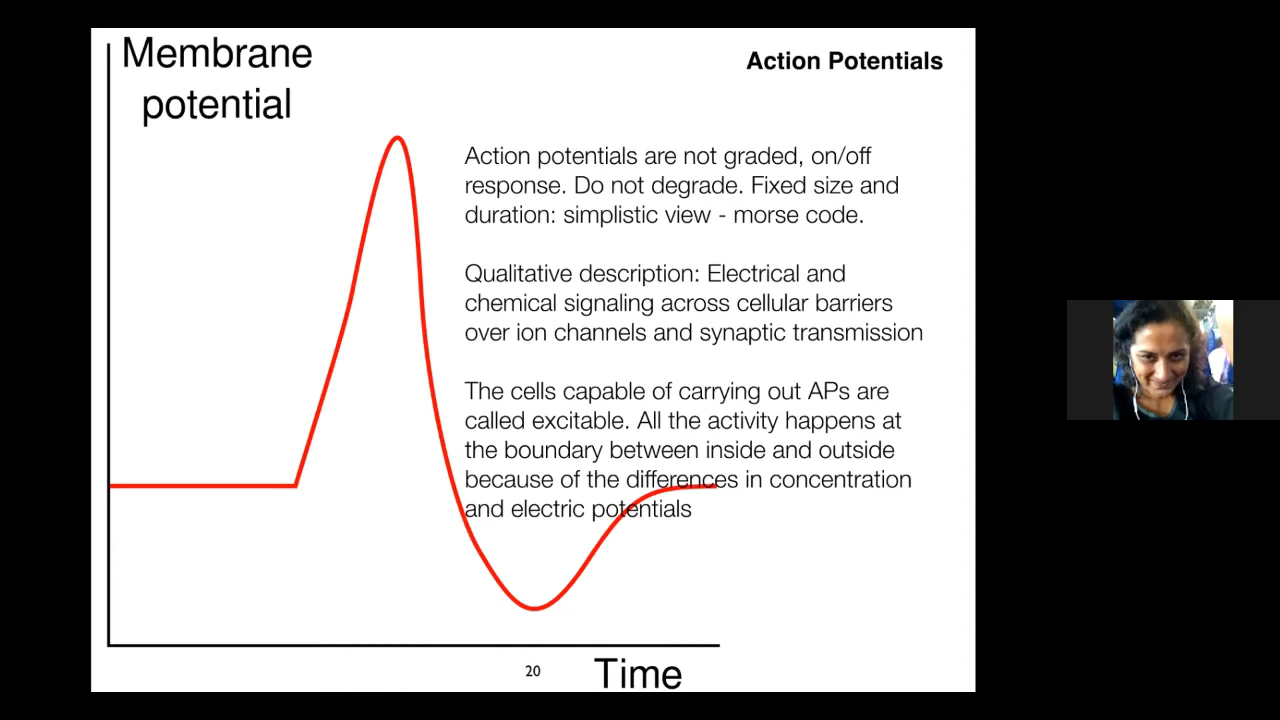 Membrane
potential
Action Potentials
Action potentials are not graded, on/off
response. Do not degrade. Fixed size and
duration: simplistic view - morse code.
Qualitative description: Electrical and
chemical signaling across cellular barriers
over ion channels and synaptic transmission
The cells capable of carrying out APs are
called excitable. All the activity happens at
the boundary between inside and outside
because of the differences in concentration
and electric potentials
20
Time